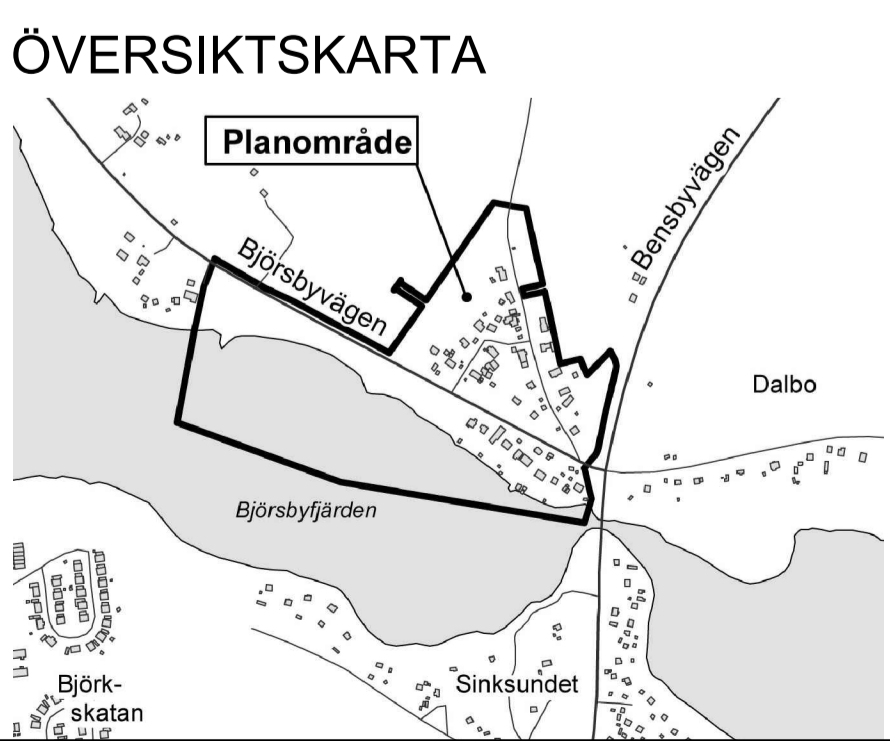 ÖVERSIKTSKARTA
Planområde
Bensbyvägen
Björsbyvägen
Dalbo
Björsbyfjärden
Björk-
skatan
Sinksundet